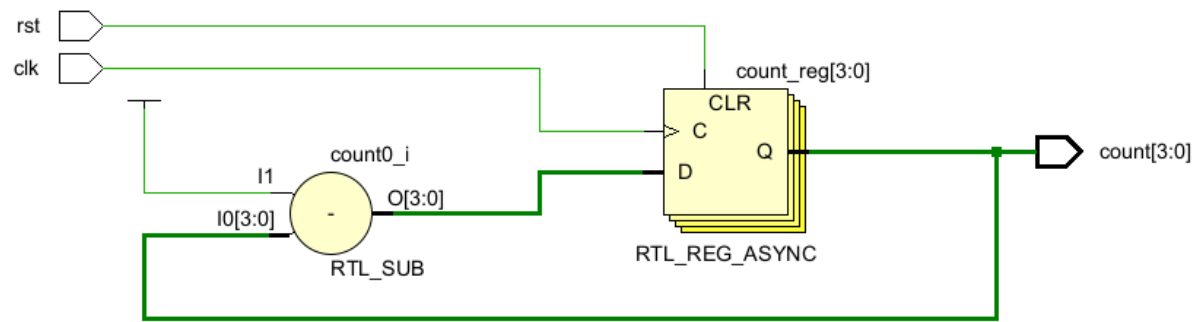 rst
clk
count_reg[3:0]
CLR
C
Q
D
RTL_REG_ASYNC
count[3:0]
count0_i
I1
I0[3:0]
-
O[3:0]
RTL_SUB